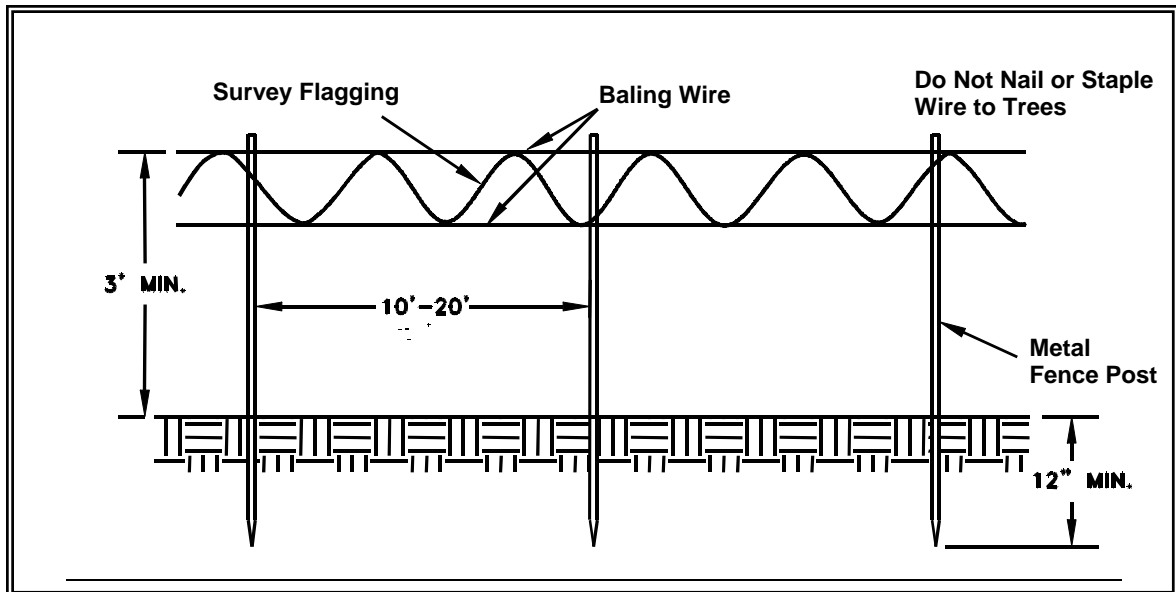 Survey Flagging
Baling Wire
Do Not Nail or Staple
Wire to Trees
3' MIN.
10'-20'
Metal
Fence Post
12" MIN.